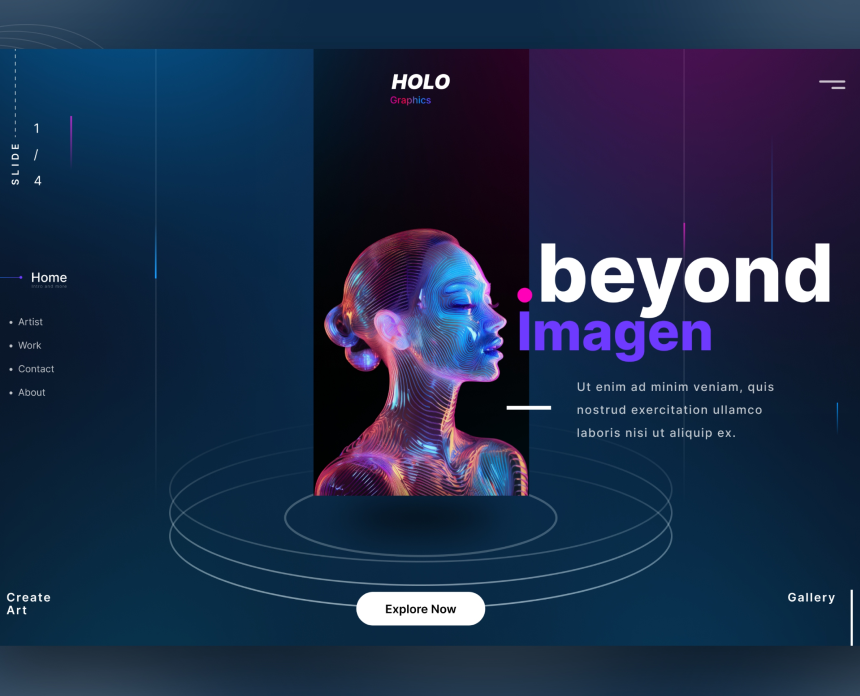 HOLO
Graphics
SLIDE
1
/
4
Home
Artist
Work
Contact
About
.beyond
Imagen
Ut enim ad minim veniam, quis
nostrud exercitation ullamco
laboris nisi ut aliquip ex.
Create
Art
Explore Now
Gallery